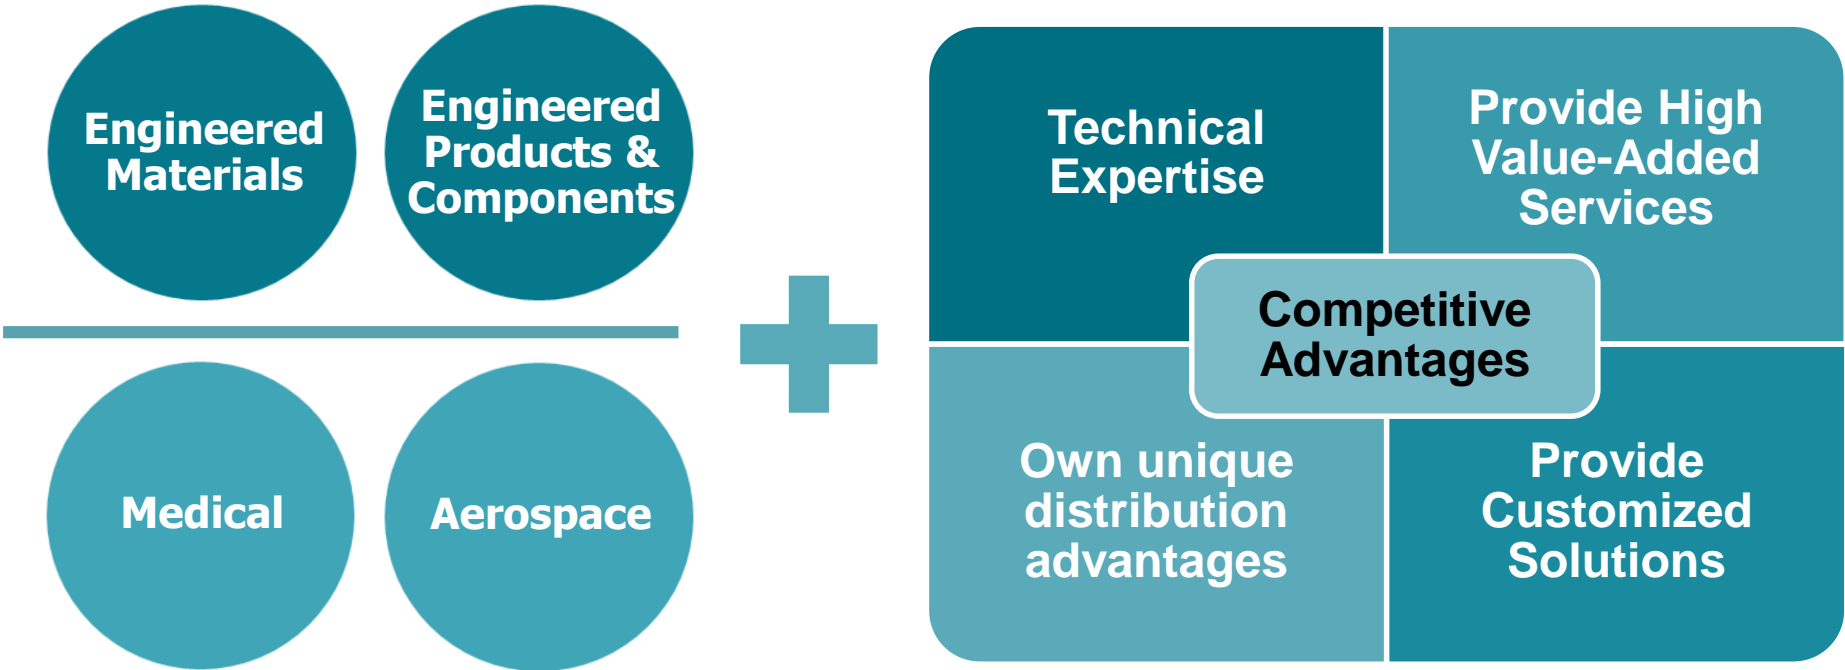 Engineered
Materials
Engineered
Products &
Components
Medical
Aerospace
Technical
Expertise
Provide High
Value-Added
Services
Competitive
Advantages
Own unique
distribution
advantages
Provide
Customized
Solutions